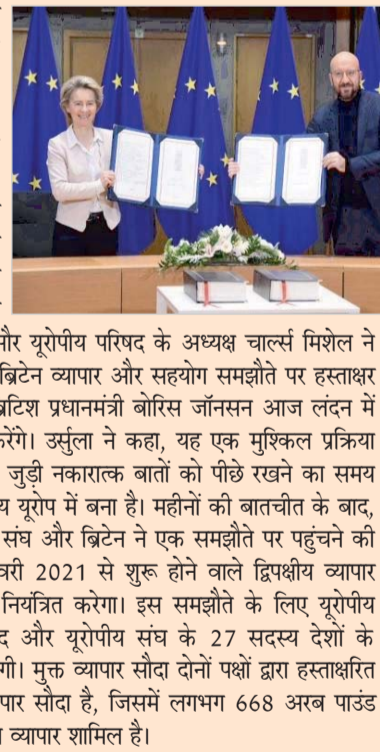 और यूरोपीय परिषद के अध्यक्ष चार्ल्स मिशेल ने
ब्रिटेन व्यापार और सहयोग समझौते पर हस्ताक्षर
ब्रिटिश प्रधानमंत्री बोरिस जॉनसन आज लंदन में
करेंगे। उर्सुला ने कहा, यह एक मुश्किल प्रक्रिया
जुड़ी नकारात्क बातों को पीछे रखने का समय
यूरोप में बना है। महीनों की बातचीत के बाद,
संघ और ब्रिटेन ने एक समझौते पर पहुंचने की
2021 से शुरू होने वाले द्विपक्षीय व्यापार
नियंत्रित करेगा। इस समझौते के लिए यूरोपीय
और यूरोपीय संघ के 27 सदस्य देशों के
मुक्त व्यापार सौदा दोनों पक्षों द्वारा हस्ताक्षरित
सौदा है, जिसमें लगभग 668 अरब पाउंड
व्यापार शामिल है।